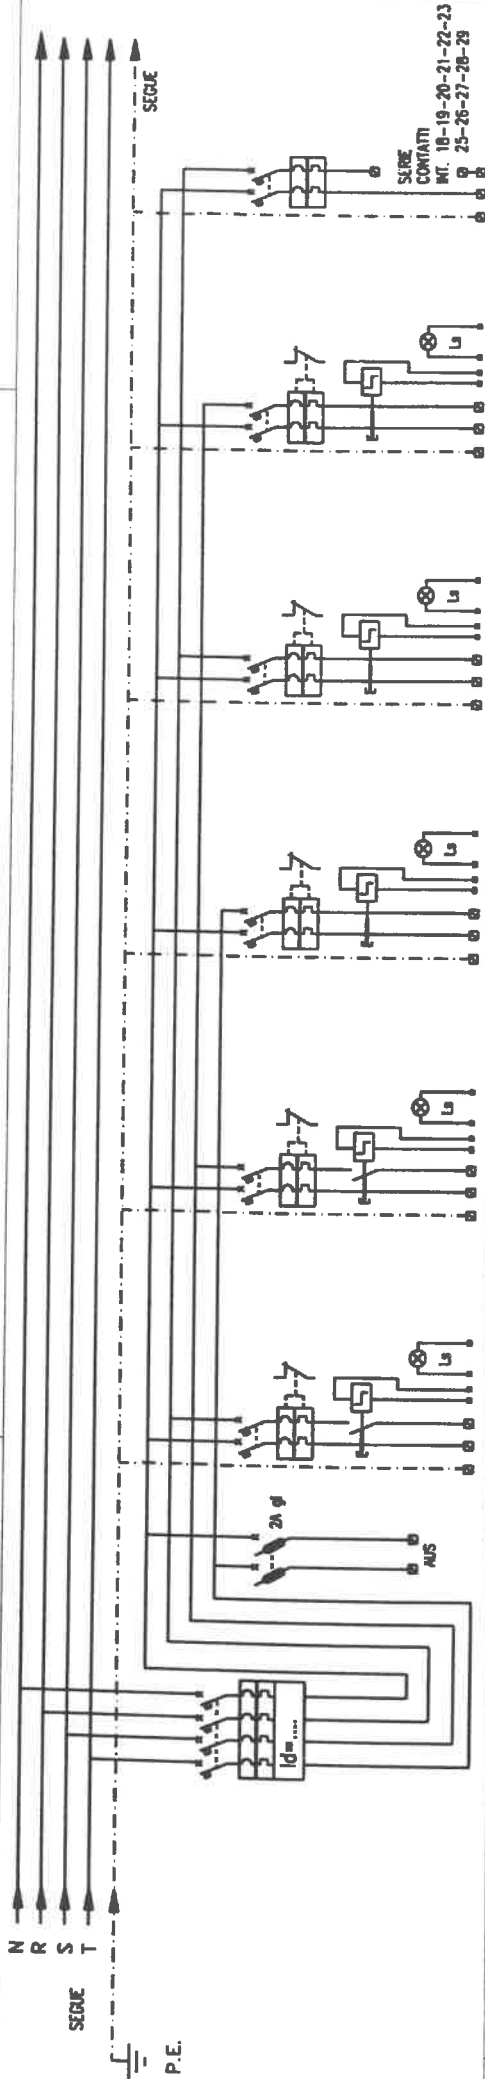 N
R
S
T
SEGUE
P.E.
Id=....
2A gl
AUS
Ls
Ls
Ls
Ls
Ls
SEGUE
SERIE
CONTATTI
INT. 18-19-20-21-22-23
25-26-27-28-29